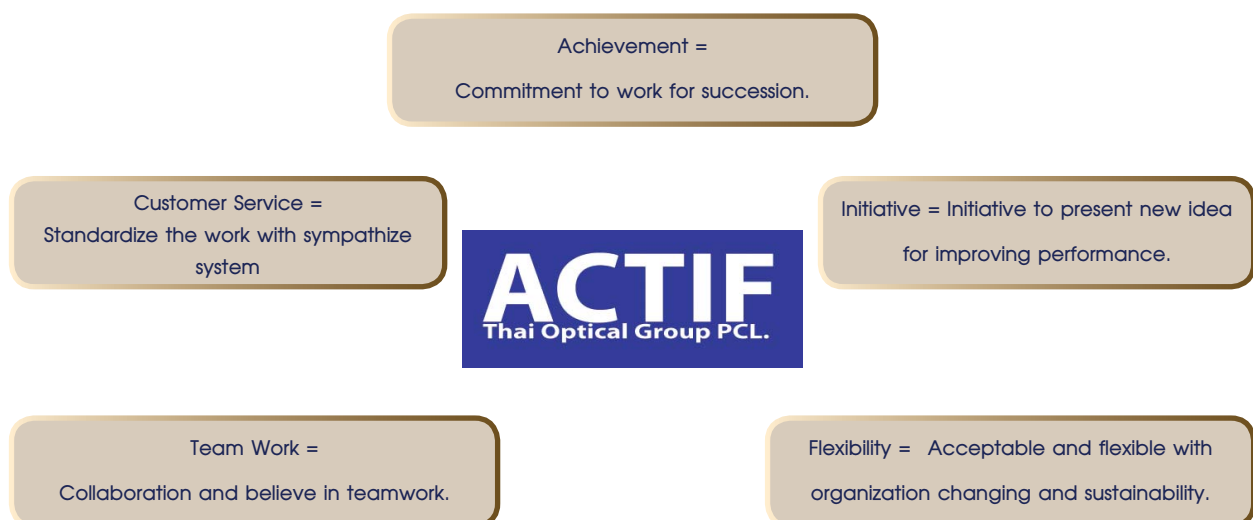 Achievement =
Commitment to work for succession.
Customer Service =
Standardize the work with sympathize
system
Initiative = Initiative to present new idea
for improving performance.
ACTIF
Thai Optical Group PCL.
Team Work =
Collaboration and believe in teamwork.
Flexibility = Acceptable and flexible with
organization changing and sustainability.